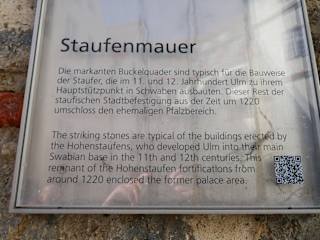 Staufenmauer
Die markanten Buckelquader sind typisch für die Bauweise
der Staufer, die im 11. und 12. Jahrhundert Ulm zu ihrem
Hauptstützpunkt in Schwaben ausbauten. Dieser Rest der
staufischen Stadtbefestigung aus der Zeit um 1220
umschloss den ehemaligen Pfalzbereich.
The striking stones are typical of the buildings erected by
the Hohenstaufens, who developed Ulm into their main
Swabian base in the 11th and 12th centuries. This
remnant of the Hohenstaufen fortifications from
around 1220 enclosed the former palace area.